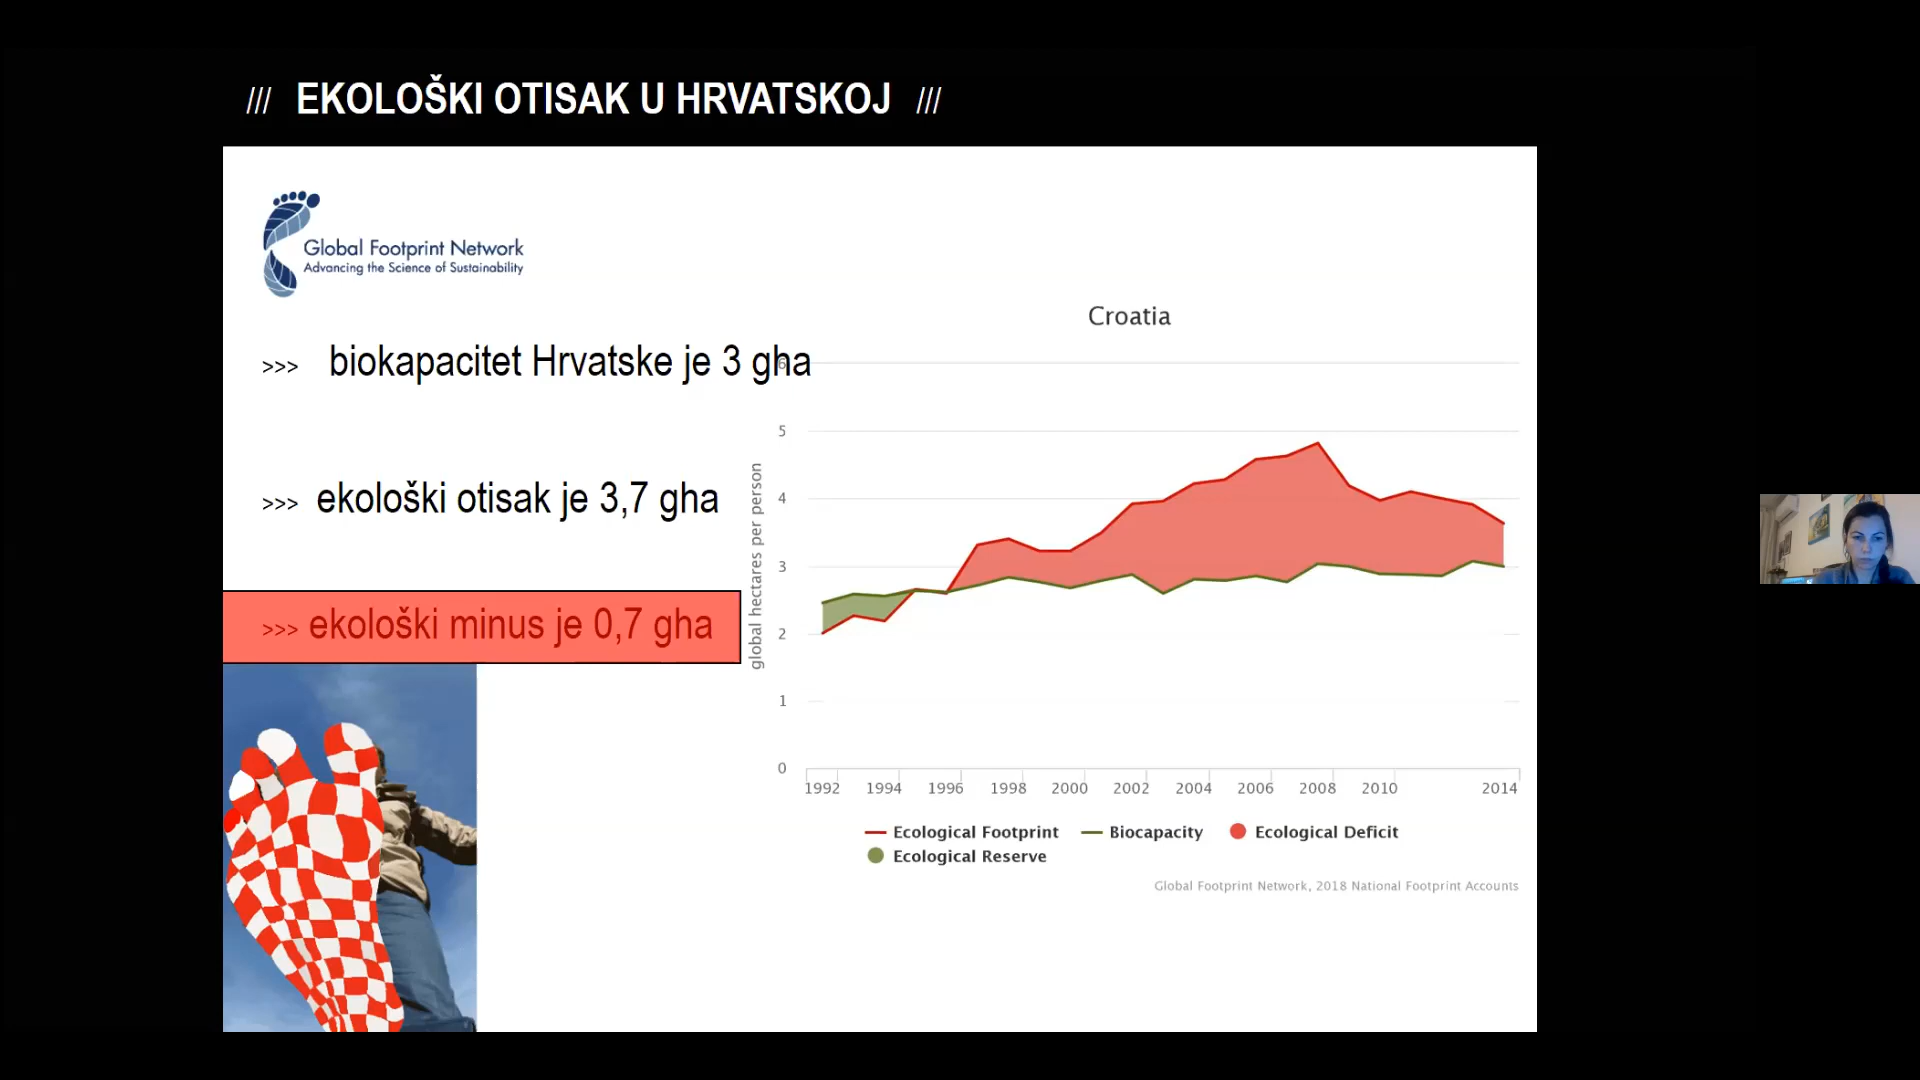 /// EKOLOŠKI OTISAK U HRVATSKOJ ///
Global Footprint Network
Advancing the Science of Sustainability
>>> biokapacitet Hrvatske je 3 gha
>>> ekološki otisak je 3,7 gha
>>> ekološki minus je 0,7 gha
Croatia
global hectares per person
6
5
4
3
2
1
0
1992 1994 1996 1998 2000 2002 2004 2006 2008 2010 2014
Ecological Footprint Biocapacity Ecological Deficit
Ecological Reserve
Global Footprint Network, 2018 National Footprint Accounts